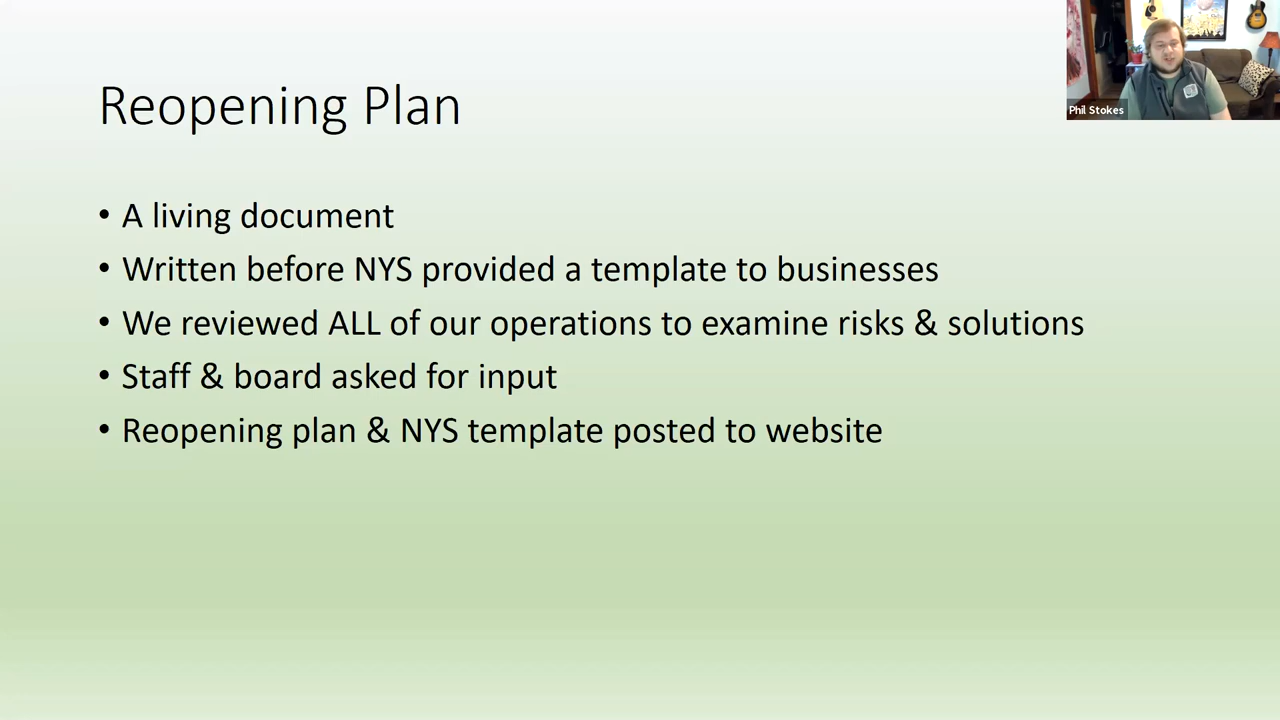 Reopening Plan
Phil Stokes
• A living document
• Written before NYS provided a template to businesses
• We reviewed ALL of our operations to examine risks & solutions
• Staff & board asked for input
• Reopening plan & NYS template posted to website